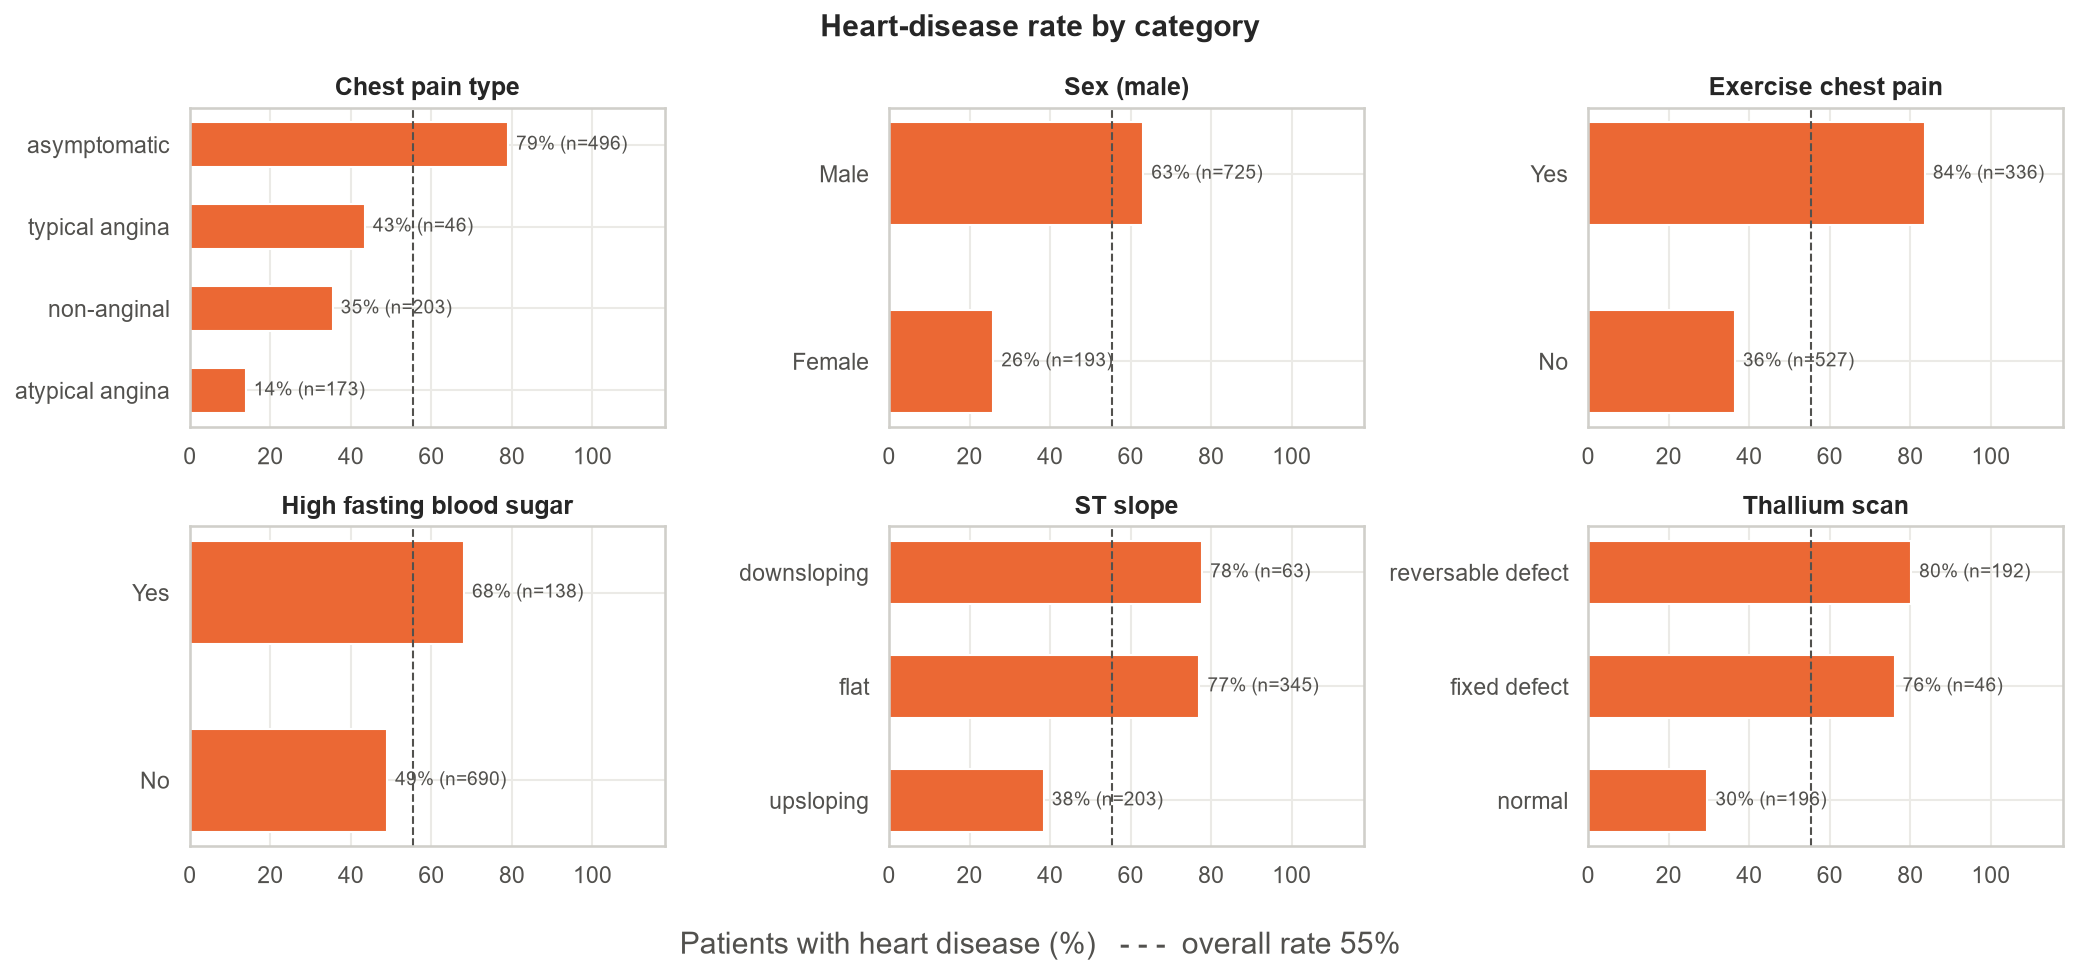 Heart-disease rate by category
Chest pain type
asymptomatic
79% (n=496)
typical angina
43% (n=46)
non-anginal
35% (n=203)
atypical angina
14% (n=173)
0 20 40 60 80 100
Sex (male)
Male
63% (n=725)
Female
26% (n=193)
0 20 40 60 80 100
Exercise chest pain
Yes
84% (n=336)
No
36% (n=527)
0 20 40 60 80 100
High fasting blood sugar
Yes
68% (n=138)
No
49% (n=690)
0 20 40 60 80 100
ST slope
downsloping
78% (n=63)
flat
77% (n=345)
upsloping
38% (n=203)
0 20 40 60 80 100
Thallium scan
reversable defect
80% (n=192)
fixed defect
76% (n=46)
normal
30% (n=196)
0 20 40 60 80 100
Patients with heart disease (%) - - - overall rate 55%